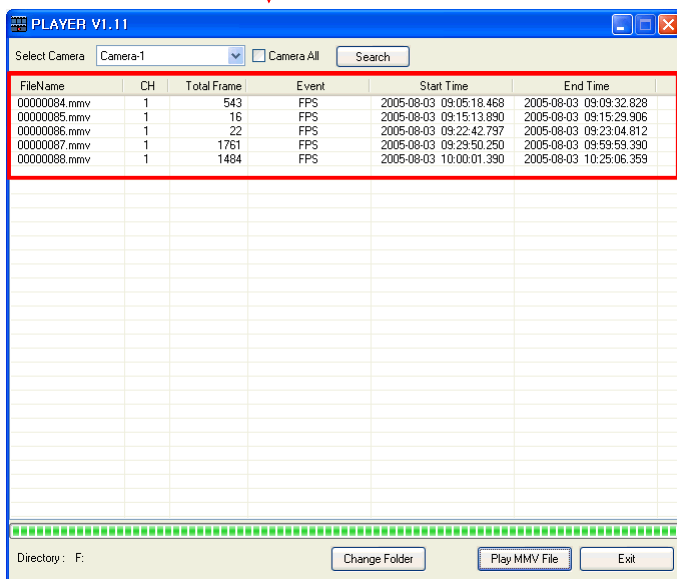 PLAYER V1.11
Select Camera Camera-1 Camera All Search
FileName CH Total Frame Event Start Time End Time
00000084.mmv 1 543 FPS 2005-08-03 09:05:18.468 2005-08-03 09:09:32.828
00000085.mmv 1 16 FPS 2005-08-03 09:15:13.890 2005-08-03 09:15:29.906
00000086.mmv 1 22 FPS 2005-08-03 09:22:42.797 2005-08-03 09:23:04.812
00000087.mmv 1 1761 FPS 2005-08-03 09:29:50.250 2005-08-03 09:59:59.390
00000088.mmv 1 1484 FPS 2005-08-03 10:00:01.390 2005-08-03 10:25:06.359
Directory : F: Change Folder Play MMV File Exit